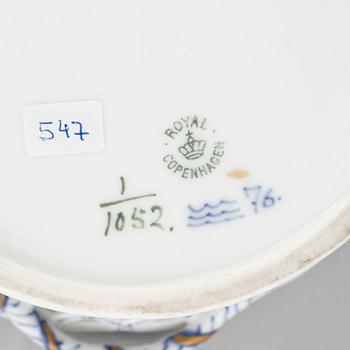 547
· ROYAL ·
COPENHAGEN
1
/1052. 76.